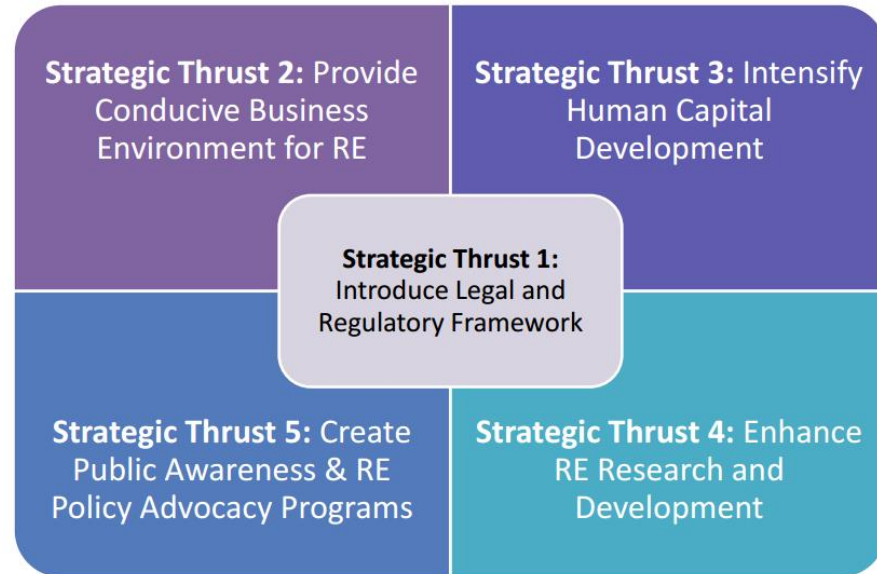 Strategic Thrust 2: Provide
Conducive Business
Environment for RE
Strategic Thrust 3: Intensify
Human Capital
Development
Strategic Thrust 1:
Introduce Legal and
Regulatory Framework
Strategic Thrust 5: Create
Public Awareness & RE
Policy Advocacy Programs
Strategic Thrust 4: Enhance
RE Research and
Development